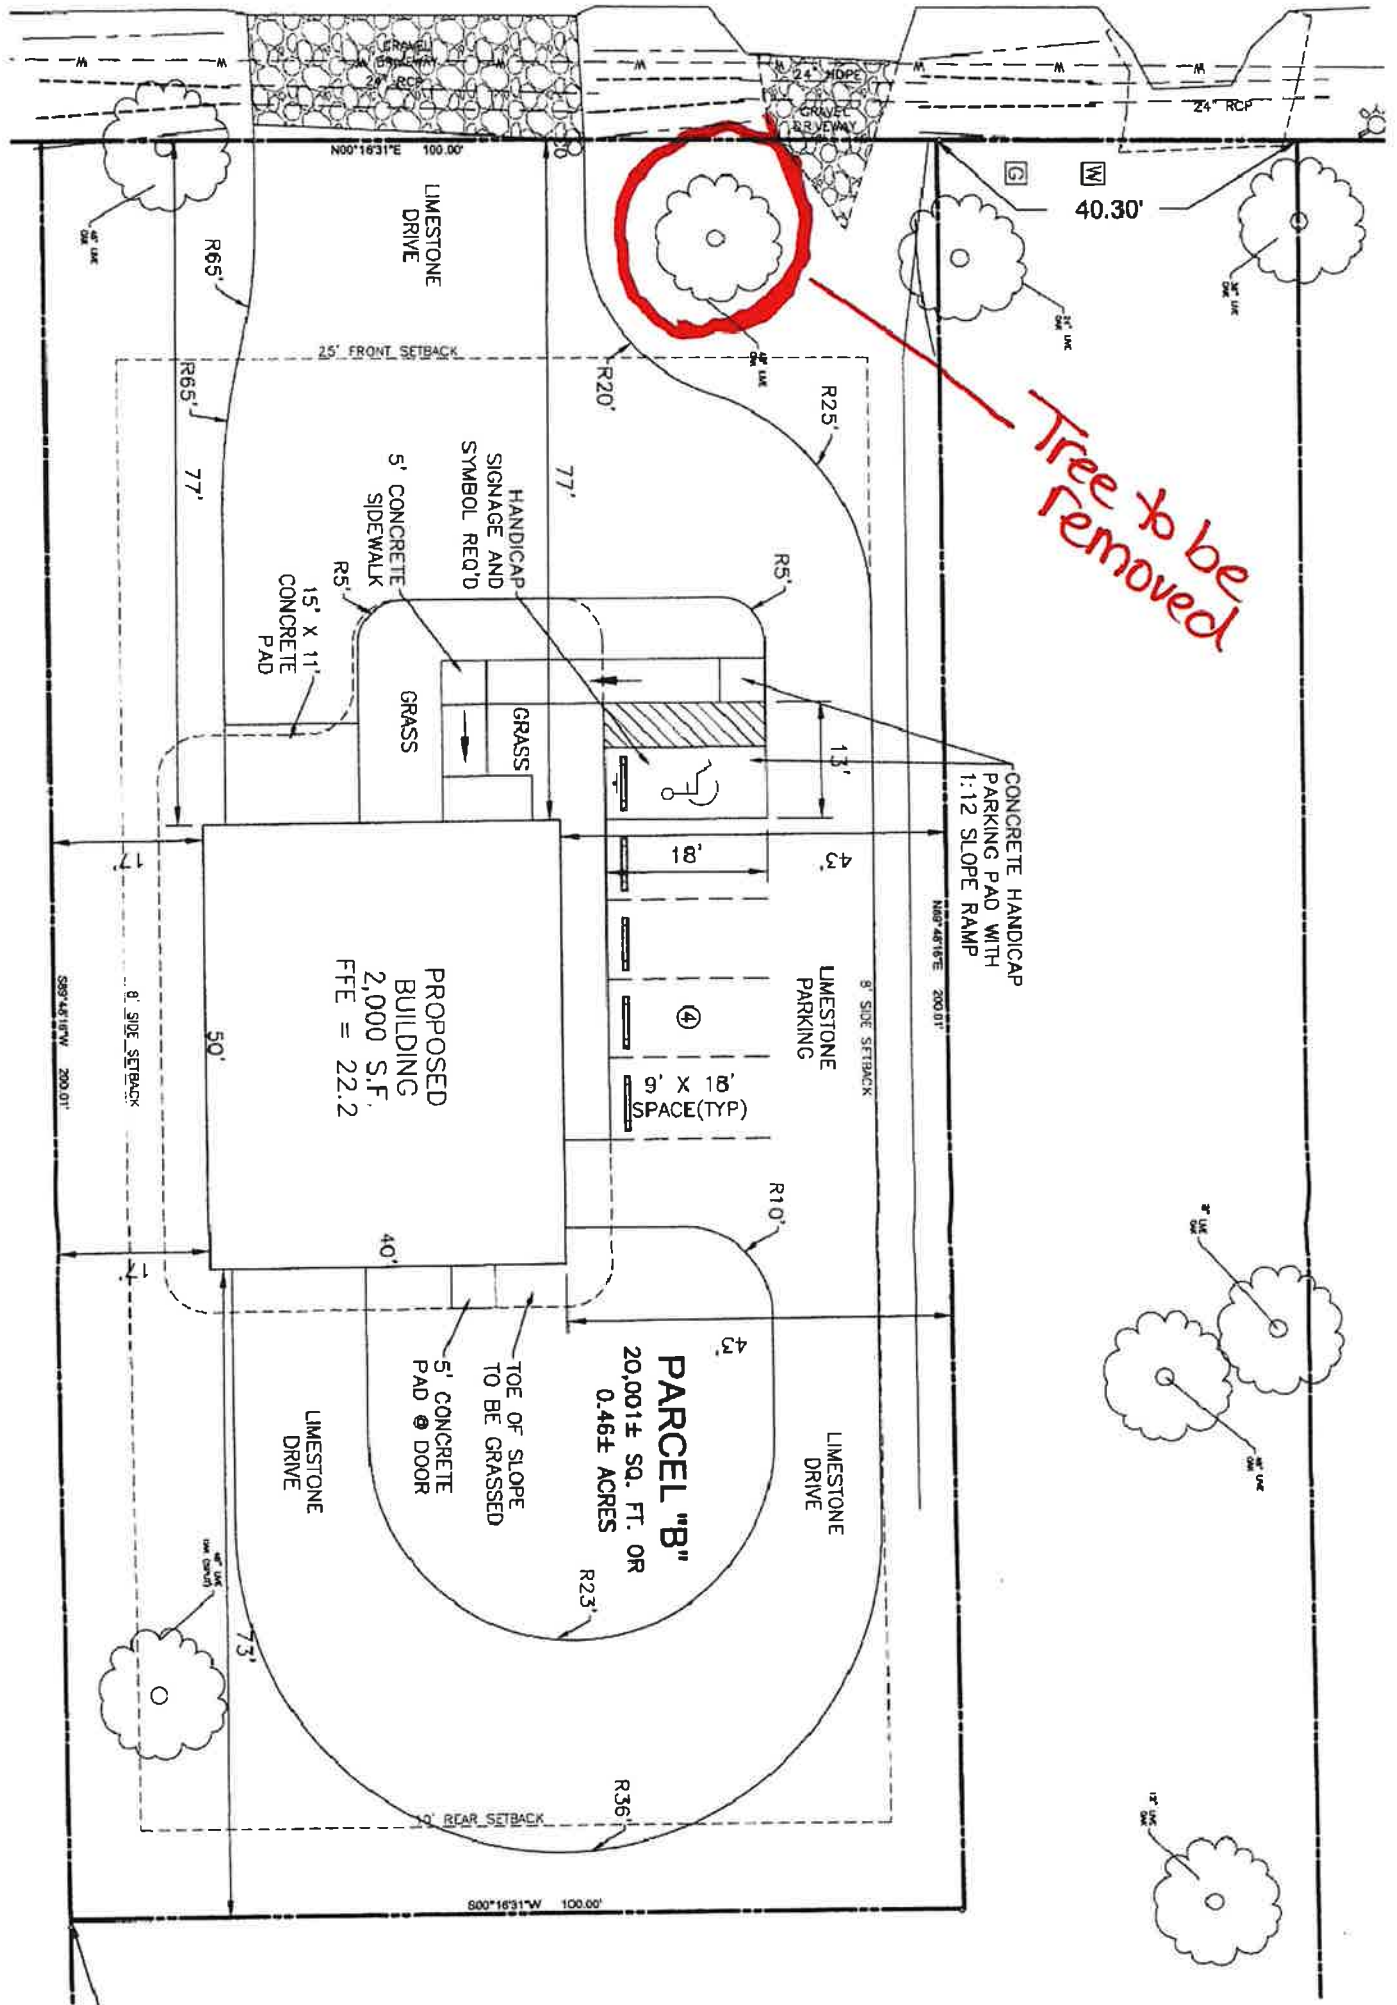 GRAVEL
DRIVEWAY
24" RCP
24" HDPE
GRAVEL
DRIVEWAY
24" RCP
W
W
W
W
W
W
W
N00°16'31"E 100.00'
G
W
40.30'
48" LIVE
OAK
LIMESTONE
DRIVE
R65'
R65'
25' FRONT SETBACK
R20'
R25'
Tree to be
removed
77'
77'
HANDICAP
SIGNAGE AND
SYMBOL REQ'D
5' CONCRETE
SIDEWALK
R5'
R5'
15' X 11'
CONCRETE
PAD
GRASS
GRASS
13'
CONCRETE HANDICAP
PARKING PAD WITH
1:12 SLOPE RAMP
17'
18'
43'
N89°48'16"E 200.01'
PROPOSED
BUILDING
2,000 S.F.
FFE = 22.2
50'
40'
4
9' X 18'
SPACE(TYP)
LIMESTONE
PARKING
8' SIDE SETBACK
8' SIDE SETBACK
S89°48'16"W 200.01'
R10'
17'
43'
TOE OF SLOPE
TO BE GRASSED
5' CONCRETE
PAD @ DOOR
PARCEL "B"
20,001± SQ. FT. OR
0.46± ACRES
LIMESTONE
DRIVE
LIMESTONE
DRIVE
R23'
73'
R36'
10' REAR SETBACK
S00°16'31"W 100.00'